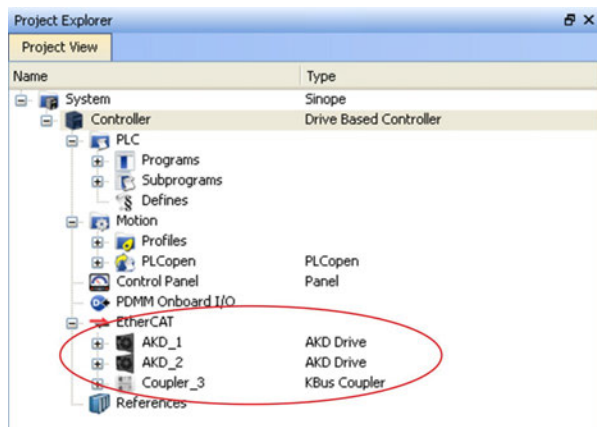 Project Explorer
Project View
Name Type
System Sinope
Controller Drive Based Controller
PLC
Programs
Subprograms
Defines
Motion
Profiles
PLCopen PLCopen
Control Panel Panel
PDMM Onboard I/O
EtherCAT
AKD_1 AKD Drive
AKD_2 AKD Drive
Coupler_3 KBus Coupler
References